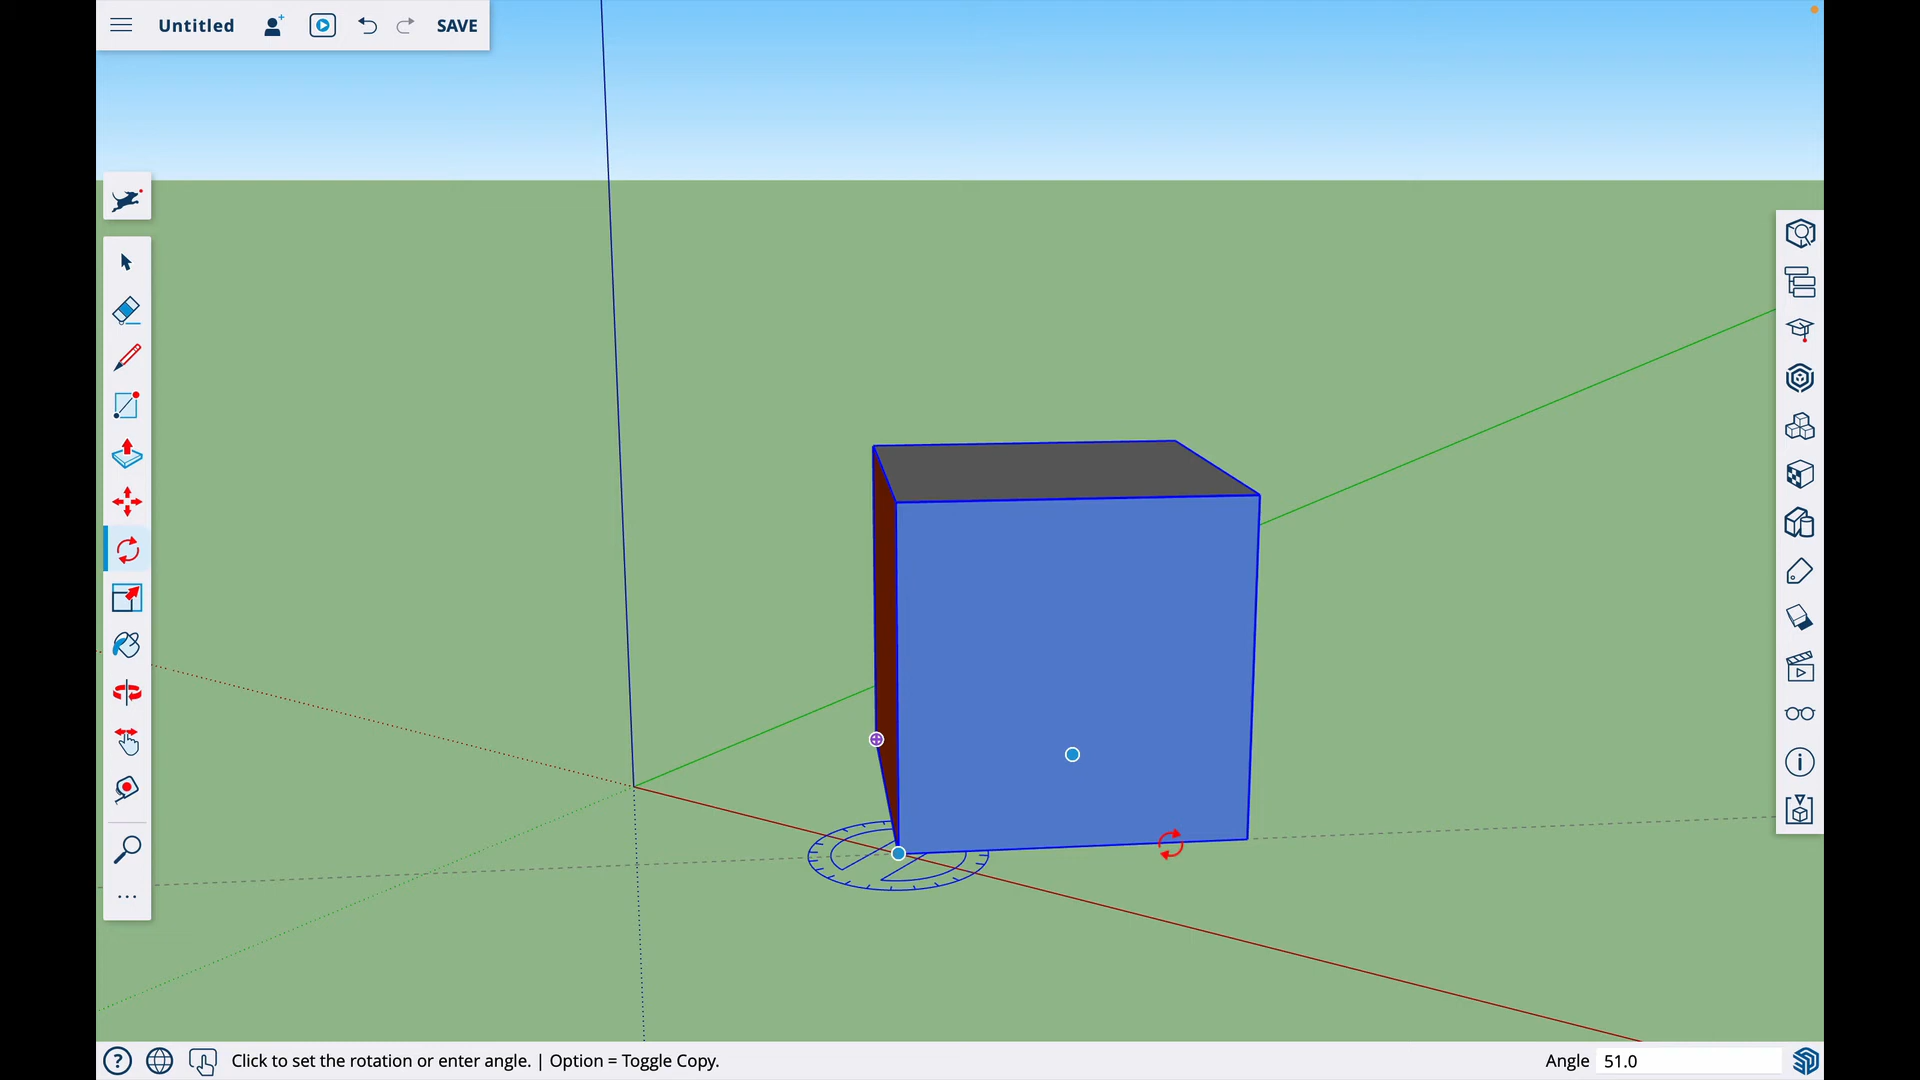 Untitled
SAVE
Click to set the rotation or enter angle. | Option = Toggle Copy.
Angle 51.0